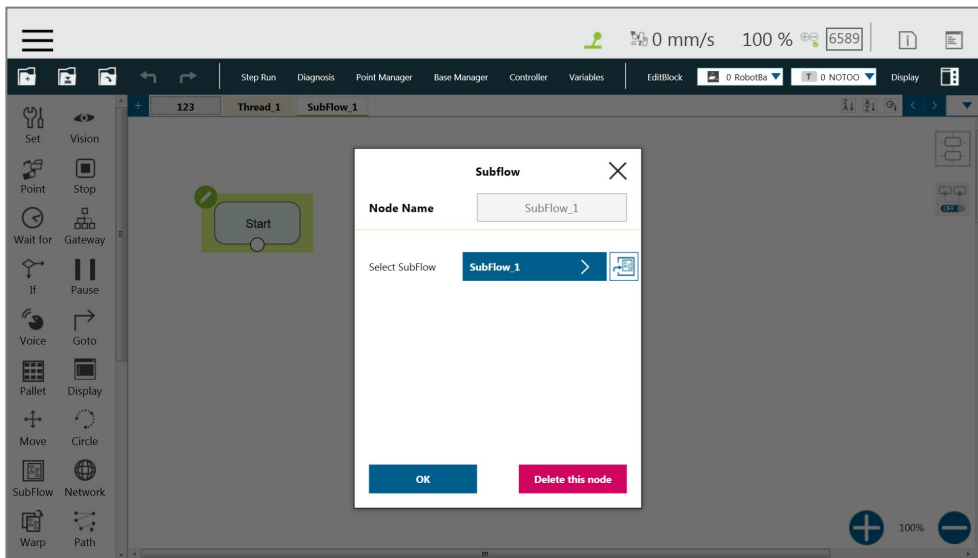 0 mm/s 100 % 6589
Step Run Diagnosis Point Manager Base Manager Controller Variables EditBlock 0 RobotBa T 0 NOTOO Display
+ 123 Thread_1 SubFlow_1
Set Vision
Point Stop
Wait for Gateway
If Pause
Voice Goto
Pallet Display
Move Circle
SubFlow Network
Warp Path
Start
OFF
Subflow
Node Name SubFlow_1
Select SubFlow SubFlow_1
OK Delete this node
100%